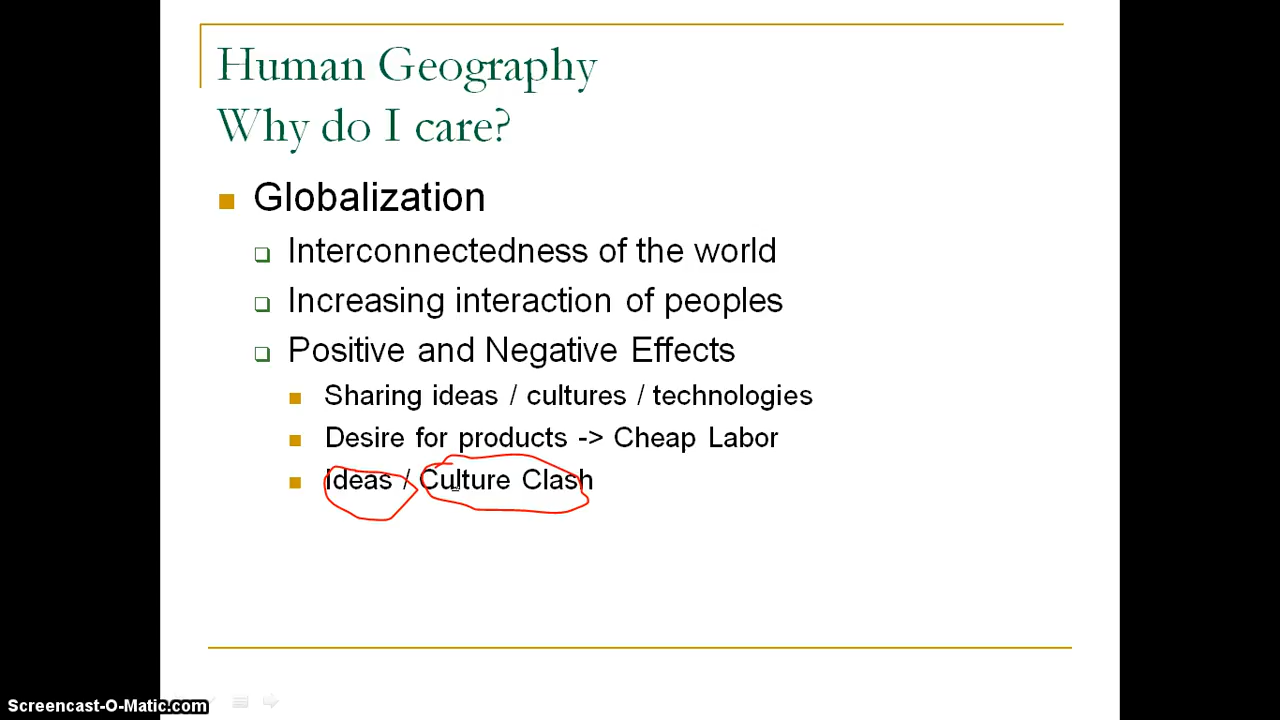 Human Geography
Why do I care?
Globalization
Interconnectedness of the world
Increasing interaction of peoples
Positive and Negative Effects
Sharing ideas / cultures / technologies
Desire for products -> Cheap Labor
Ideas / Culture Clash
Screencast-O-Matic.com